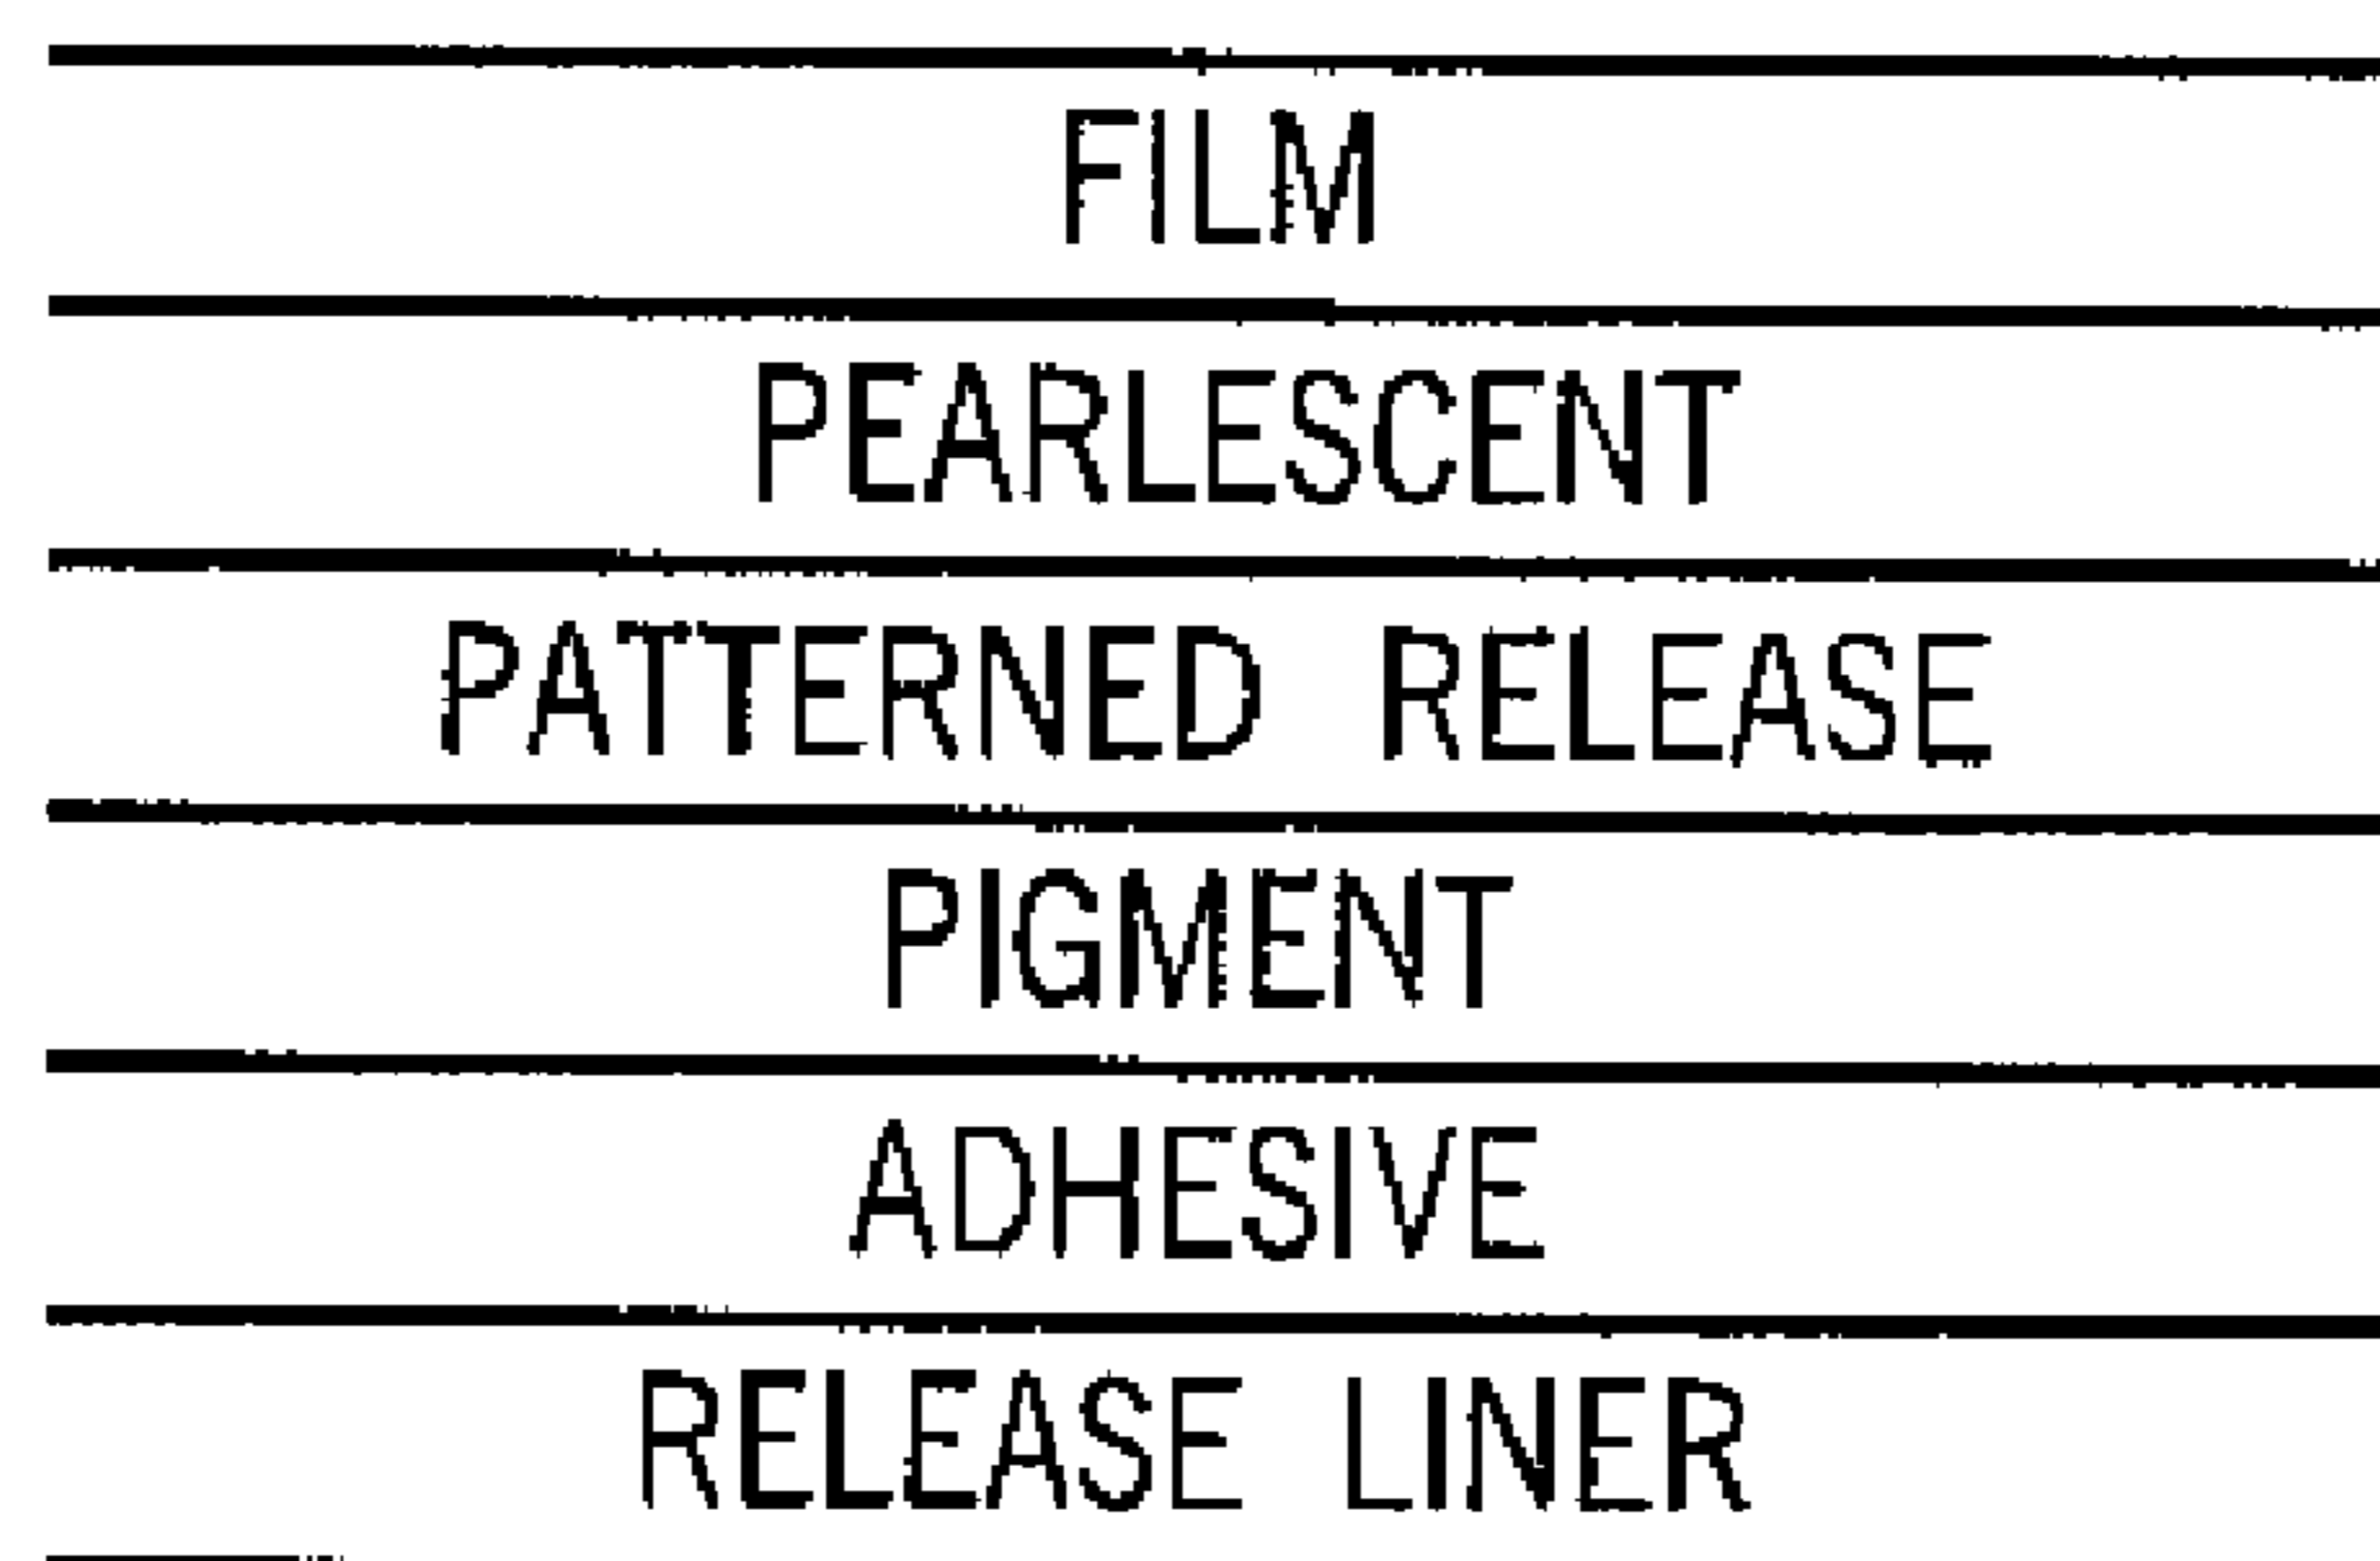 FILM
PEARLESCENT
PATTERNED RELEASE
PIGMENT
ADHESIVE
RELEASE LINER